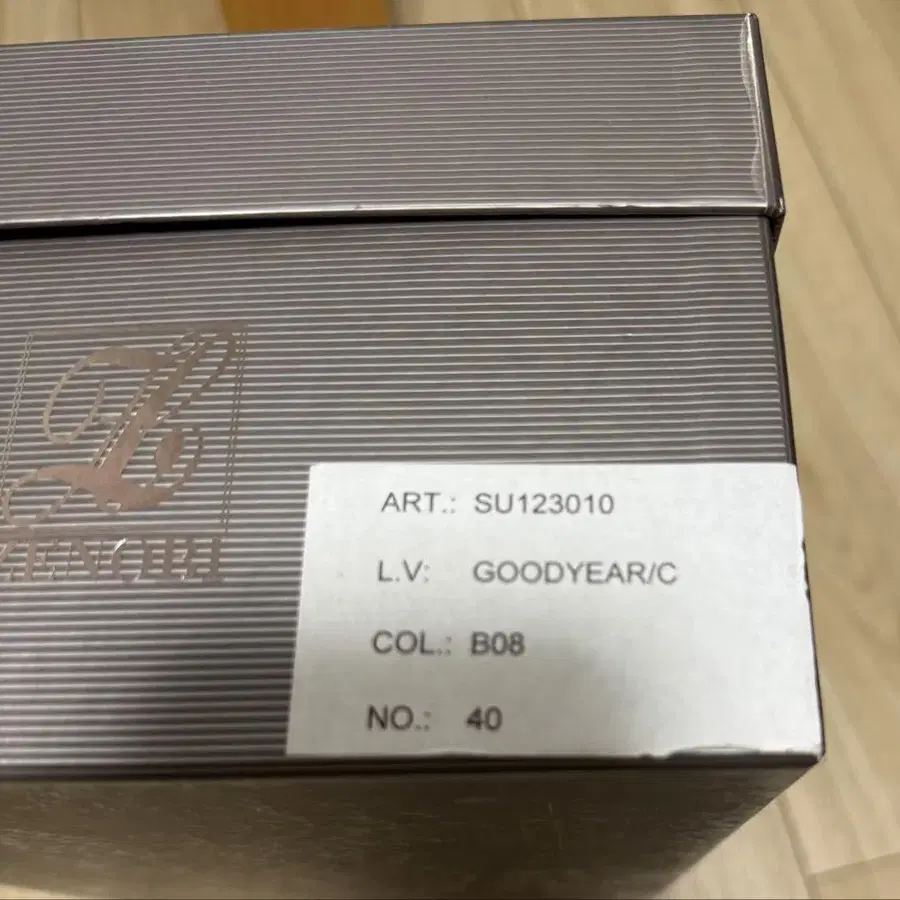 ART.: SU123010
L.V: GOODYEAR/C
COL.: B08
NO.: 40